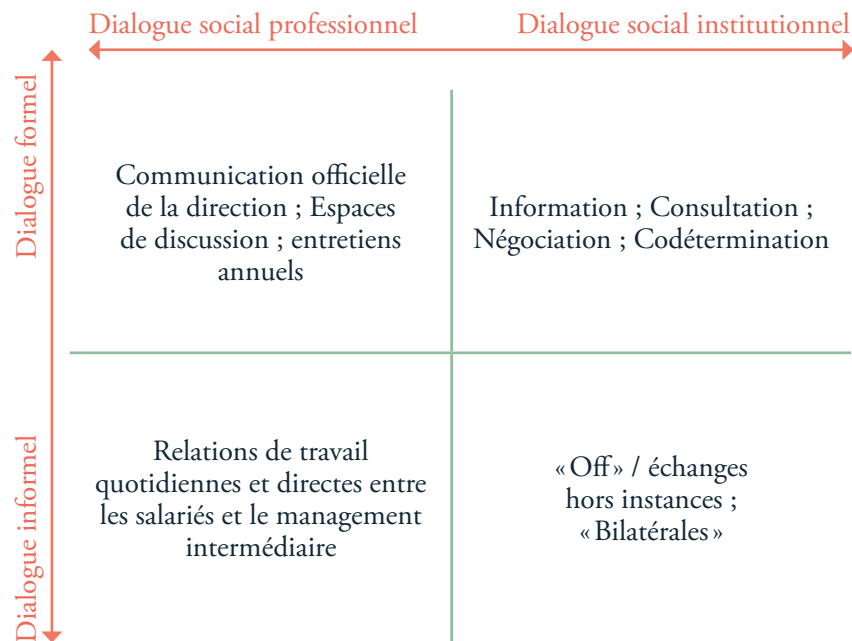 Dialogue social professionnel
Dialogue social institutionnel
Dialogue formel
Communication officielle
de la direction ; Espaces
de discussion ; entretiens
annuels
Information ; Consultation ;
Négociation ; Codétermination
Dialogue informel
Relations de travail
quotidiennes et directes entre
les salariés et le management
intermédiaire
« Off » / échanges
hors instances ;
« Bilatérales »